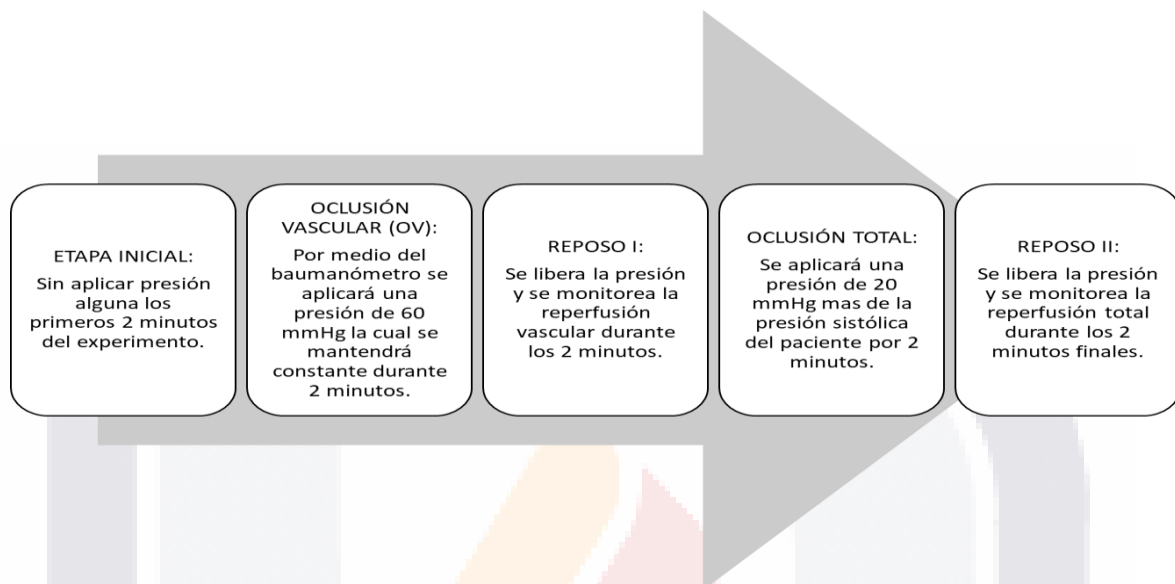 ETAPA INICIAL:
Sin aplicar presión
alguna los
primeros 2 minutos
del experimento.
OCLUSIÓN
VASCULAR (OV):
Por medio del
baumanómetro se
aplicará una
presión de 60
mmHg la cual se
mantendrá
constante durante
2 minutos.
REPOSO I:
Se libera la presión
y se monitorea la
reperfusión
vascular durante
los 2 minutos.
OCLUSIÓN TOTAL:
Se aplicará una
presión de 20
mmHg mas de la
presión sistólica
del paciente por 2
minutos.
REPOSO II:
Se libera la presión
y se monitorea la
reperfusión total
durante los 2
minutos finales.